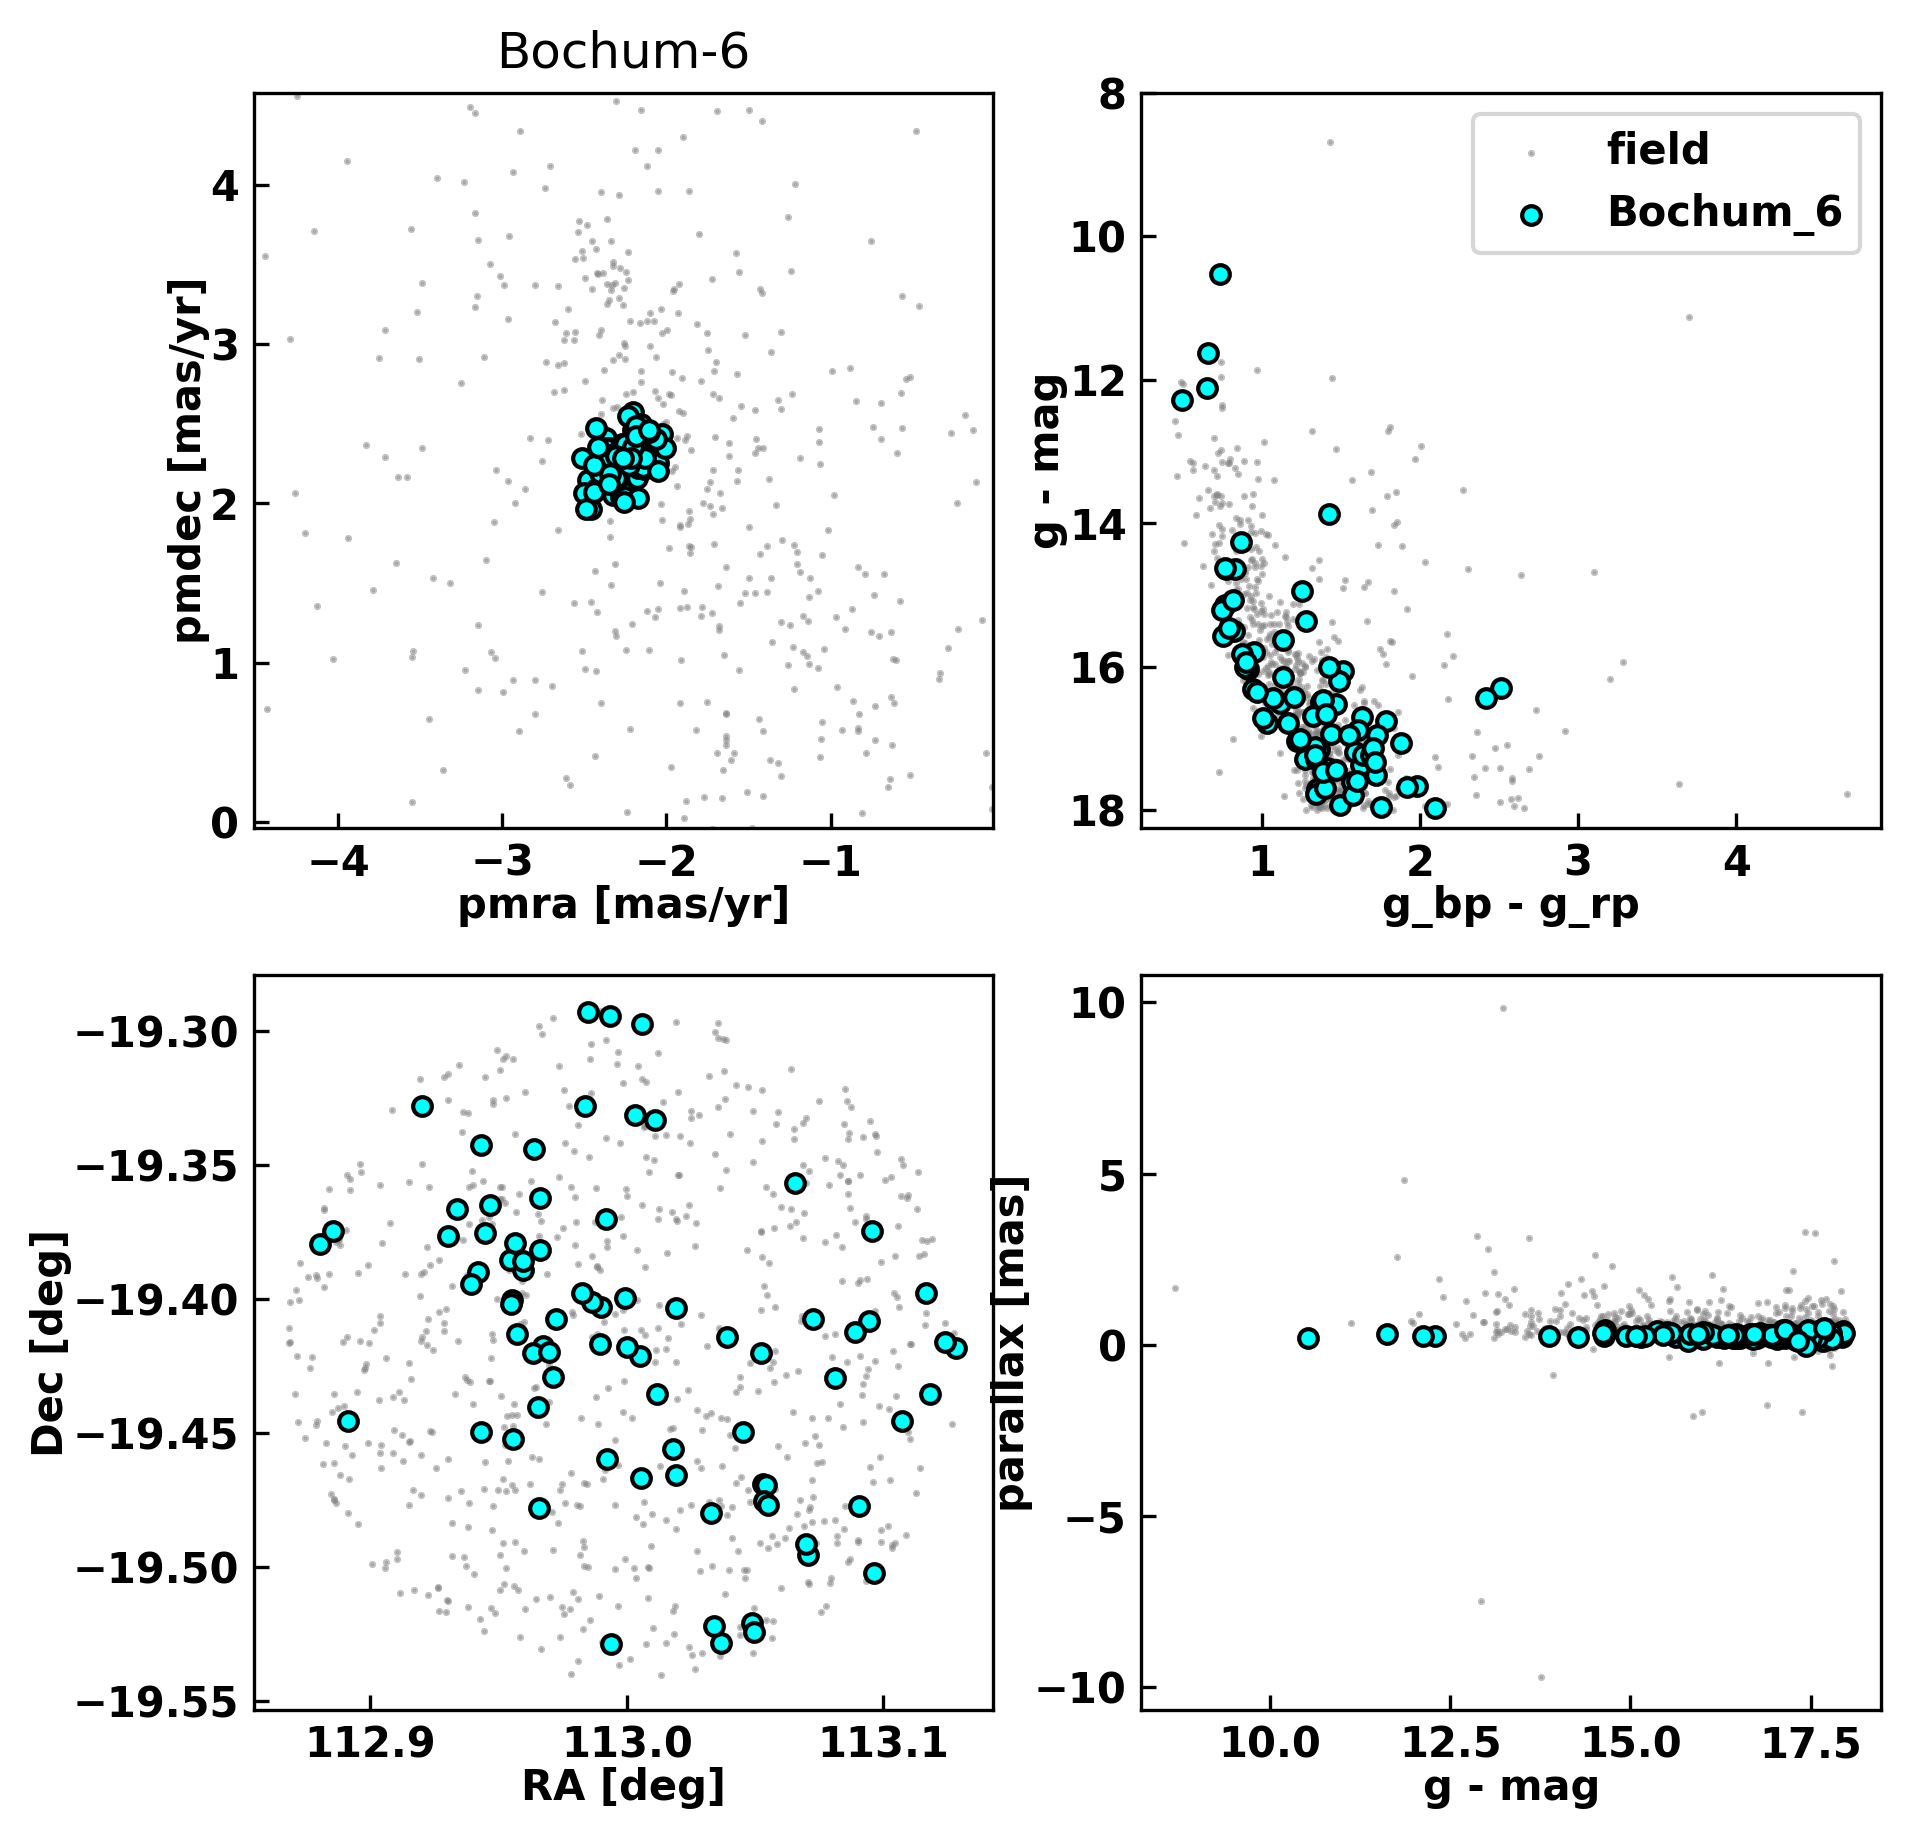 Bochum-6
4
3
2
1
0
pmdec [mas/yr]
−4 −3 −2 −1
pmra [mas/yr]
8
10
12
14
16
18
g - mag
field
Bochum_6
1 2 3 4
g_bp - g_rp
−19.30
−19.35
−19.40
−19.45
−19.50
−19.55
Dec [deg]
112.9 113.0 113.1
RA [deg]
10
5
0
−5
−10
parallax [mas]
10.0 12.5 15.0 17.5
g - mag